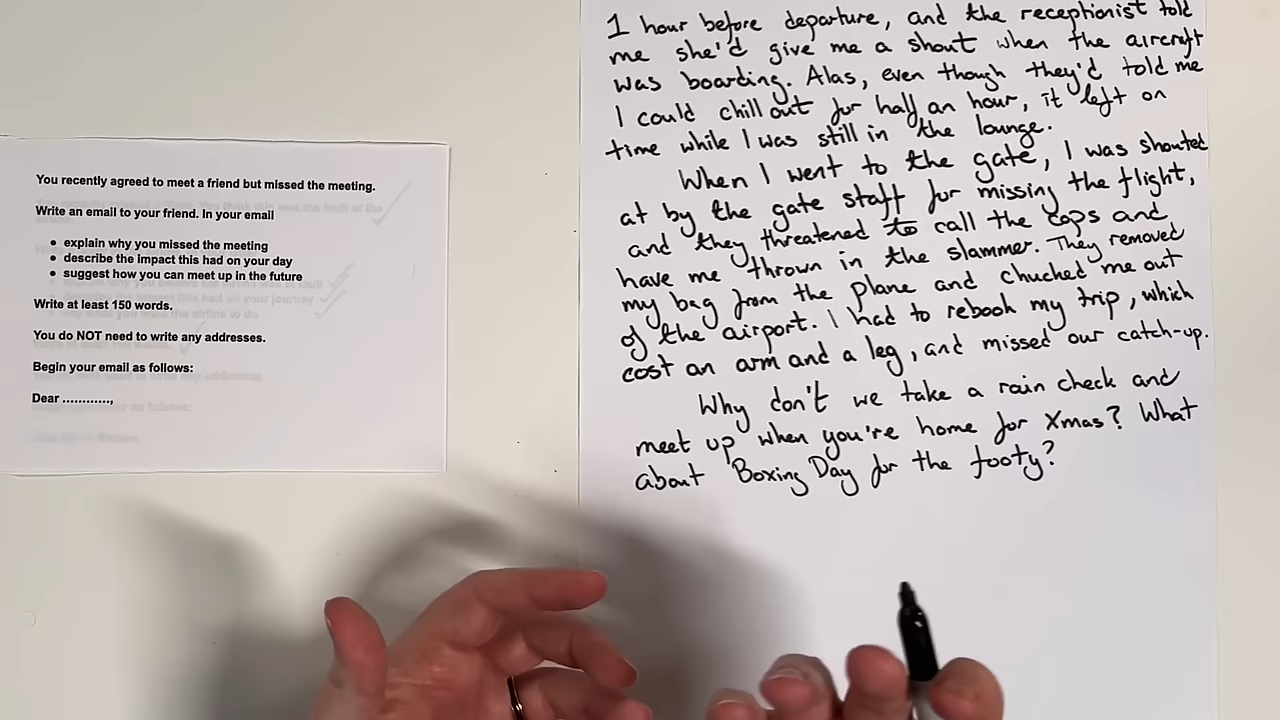 You recently agreed to meet a friend but missed the meeting.
Write an email to your friend. In your email
● explain why you missed the meeting
● describe the impact this had on your day
● suggest how you can meet up in the future
Write at least 150 words.
You do NOT need to write any addresses.
Begin your email as follows:
Dear …………,
1 hour before departure, and the receptionist told
me she'd give me a shout when the aircraft
was boarding. Alas, even though they'd told me
I could chill out for half an hour, it left on
time while I was still in the lounge.
When I went to the gate, I was shouted
at by the gate staff for missing the flight,
and they threatened to call the cops and
have me thrown in the slammer. They removed
my bag from the plane and chucked me out
of the airport. I had to rebook my trip, which
cost an arm and a leg, and missed our catch-up.
Why don't we take a rain check and
meet up when you're home for Xmas? What
about Boxing Day for the footy?